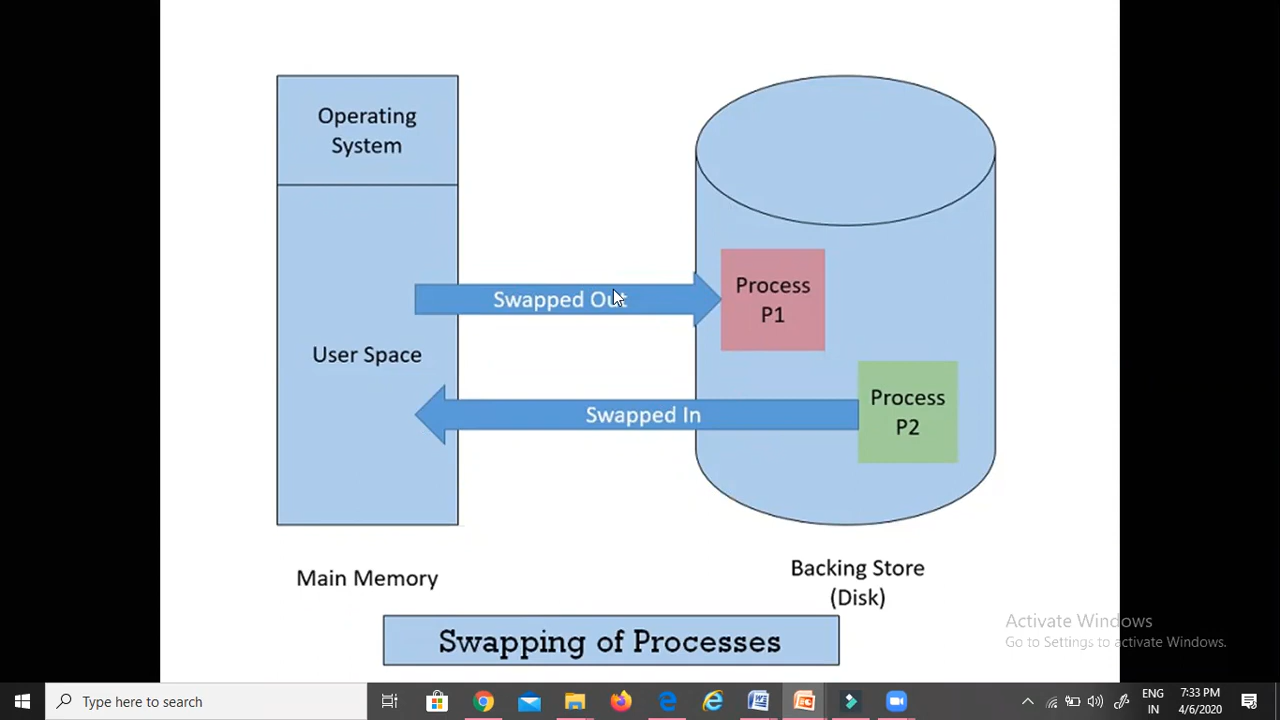 Operating
System
Swapped Out
Process
P1
User Space
Swapped In
Process
P2
Main Memory
Backing Store
(Disk)
Swapping of Processes
Activate Windows
Go to Settings to activate Windows.
Type here to search
ENG
IN
7:33 PM
4/6/2020